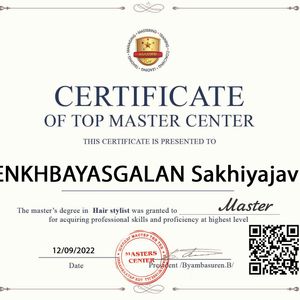 CERTIFICATE
OF TOP MASTER CENTER
THIS CERTIFICATE IS PRESENTED TO
ENKHBAYASGALAN Sakhiyajav
The master's degree in Hair stylist was granted to Master
for acquiring professional skills and proficiency at highest level
12/09/2022
Date
President /Byambasuren.B/
MASTERS
CENTER